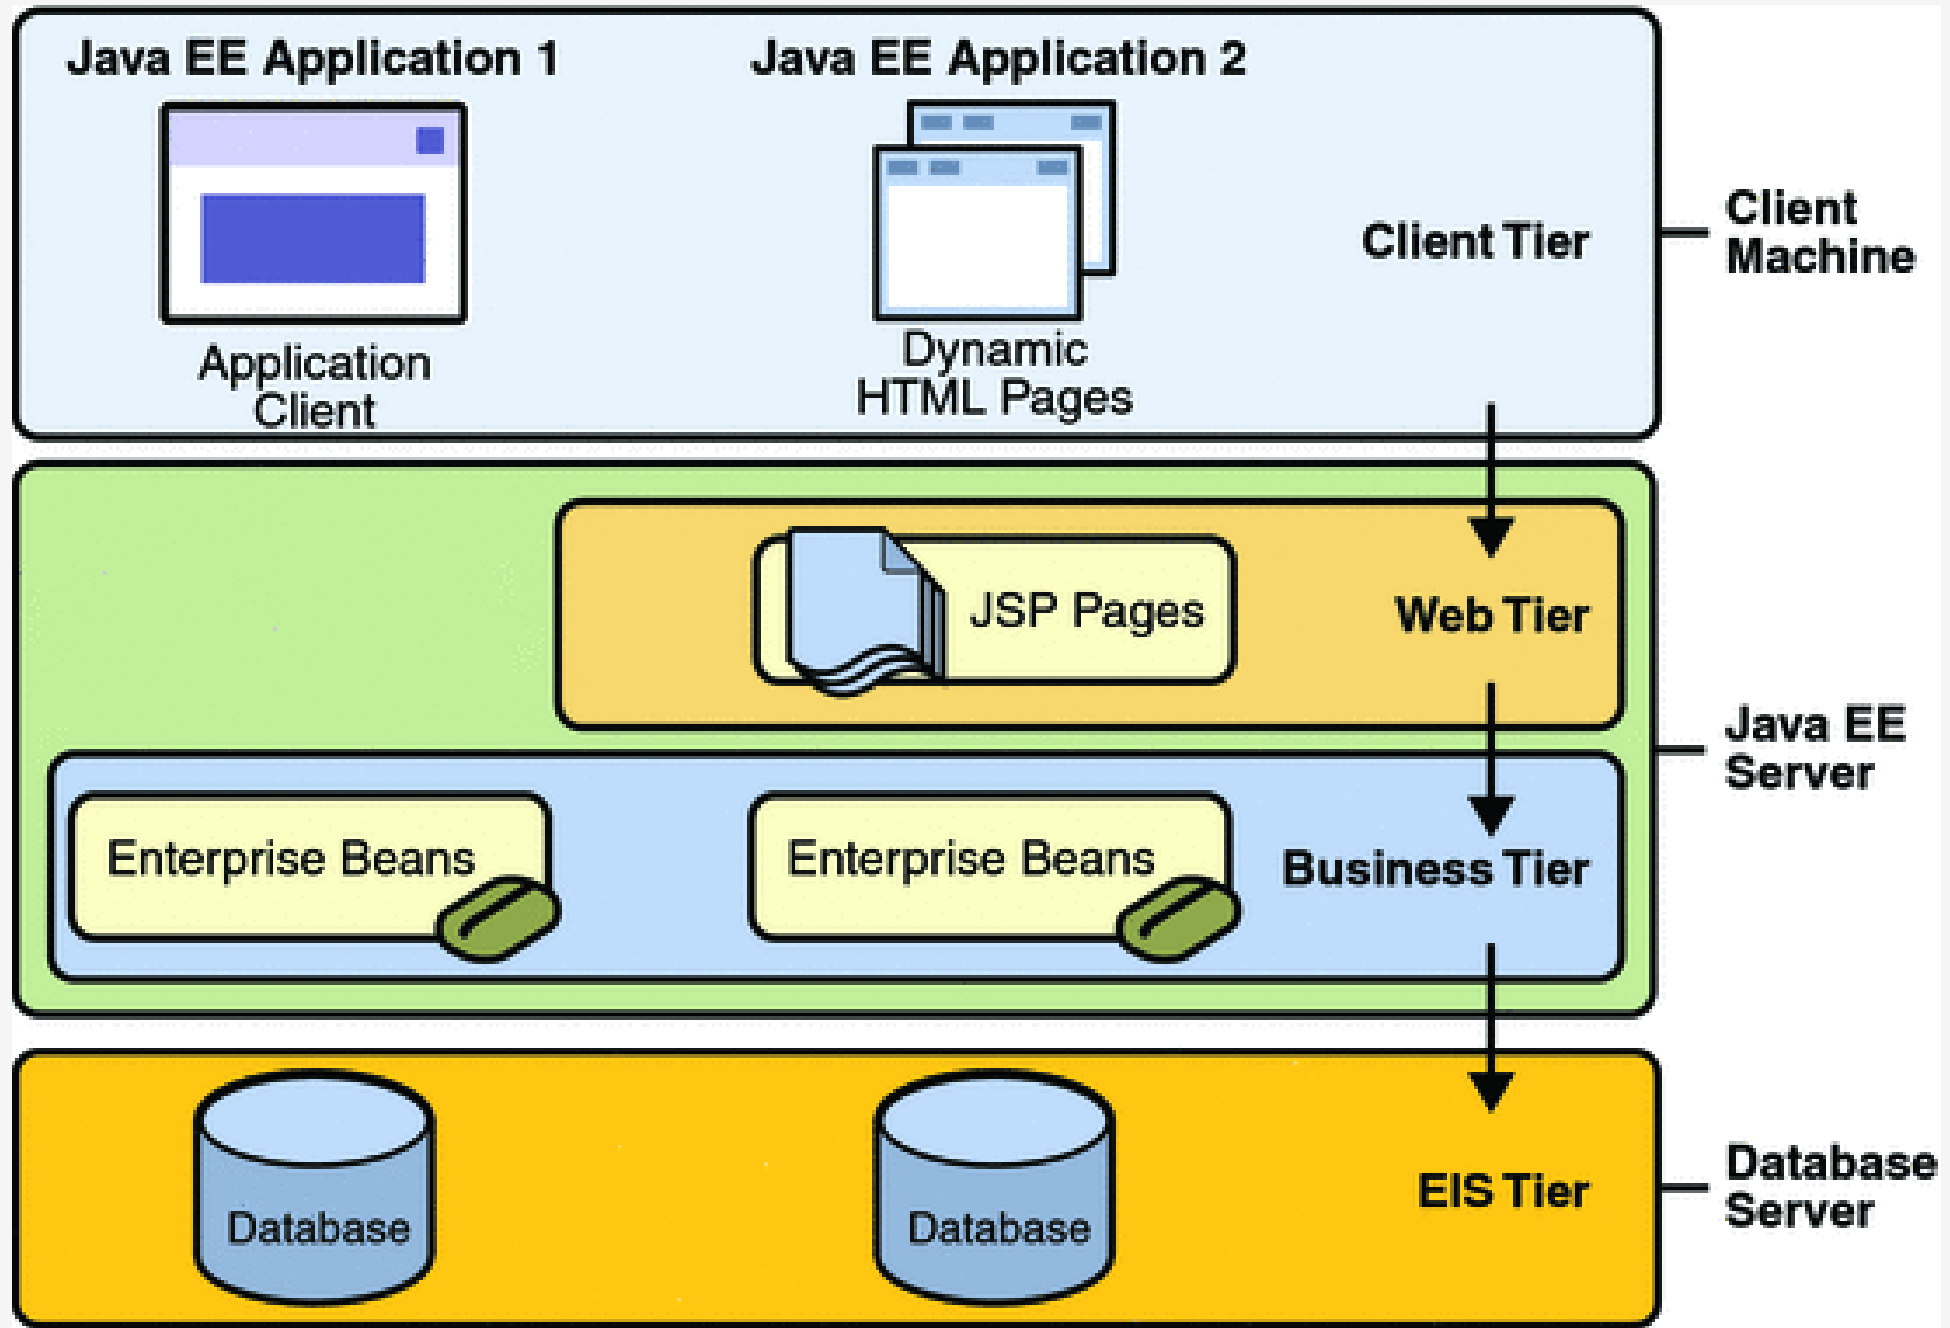 Java EE Application 1
Java EE Application 2
Application
Client
Dynamic
HTML Pages
Client Tier
Client
Machine
JSP Pages
Web Tier
Java EE
Server
Enterprise Beans
Enterprise Beans
Business Tier
Database
Database
EIS Tier
Database
Server